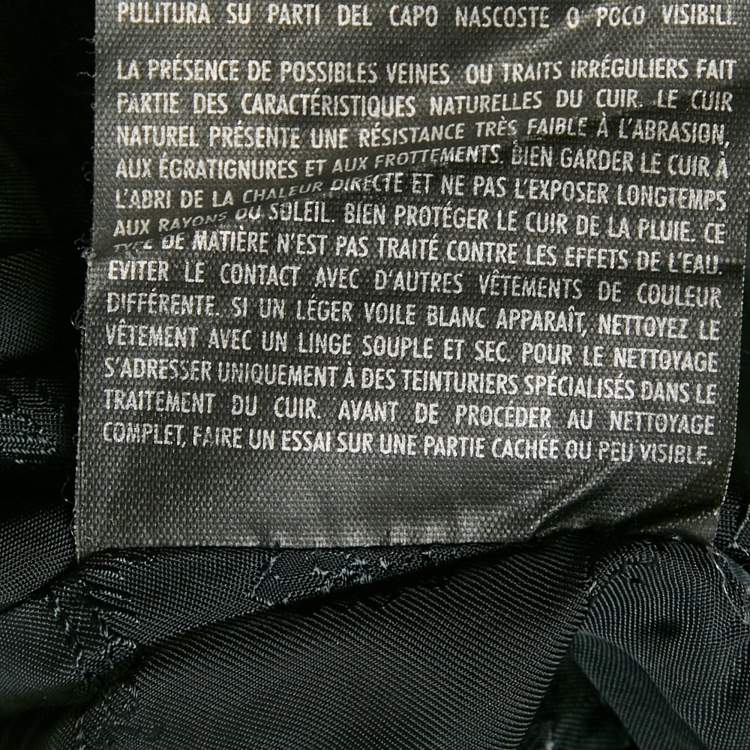 PULITURA SU PARTI DEL CAPO NASCOSTE O POCO VISIBILI.
LA PRÉSENCE DE POSSIBLES VEINES OU TRAITS IRRÉGULIERS FAIT
PARTIE DES CARACTÉRISTIQUES NATURELLES DU CUIR. LE CUIR
NATUREL PRÉSENTE UNE RÉSISTANCE TRÈS FAIBLE À L'ABRASION,
AUX ÉGRATIGNURES ET AUX FROTTEMENTS. BIEN GARDER LE CUIR À
L'ABRI DE LA CHALEUR DIRECTE ET NE PAS L'EXPOSER LONGTEMPS
AUX RAYONS DU SOLEIL. BIEN PROTÉGER LE CUIR DE LA PLUIE. CE
TYPE DE MATIÈRE N'EST PAS TRAITÉ CONTRE LES EFFETS DE L'EAU.
EVITER LE CONTACT AVEC D'AUTRES VÊTEMENTS DE COULEUR
DIFFÉRENTE. SI UN LÉGER VOILE BLANC APPARAÎT, NETTOYEZ LE
VÊTEMENT AVEC UN LINGE SOUPLE ET SEC. POUR LE NETTOYAGE
S'ADRESSER UNIQUEMENT À DES TEINTURIERS SPÉCIALISÉS DANS LE
TRAITEMENT DU CUIR. AVANT DE PROCÉDER AU NETTOYAGE
COMPLET, FAIRE UN ESSAI SUR UNE PARTIE CACHÉE OU PEU VISIBLE.